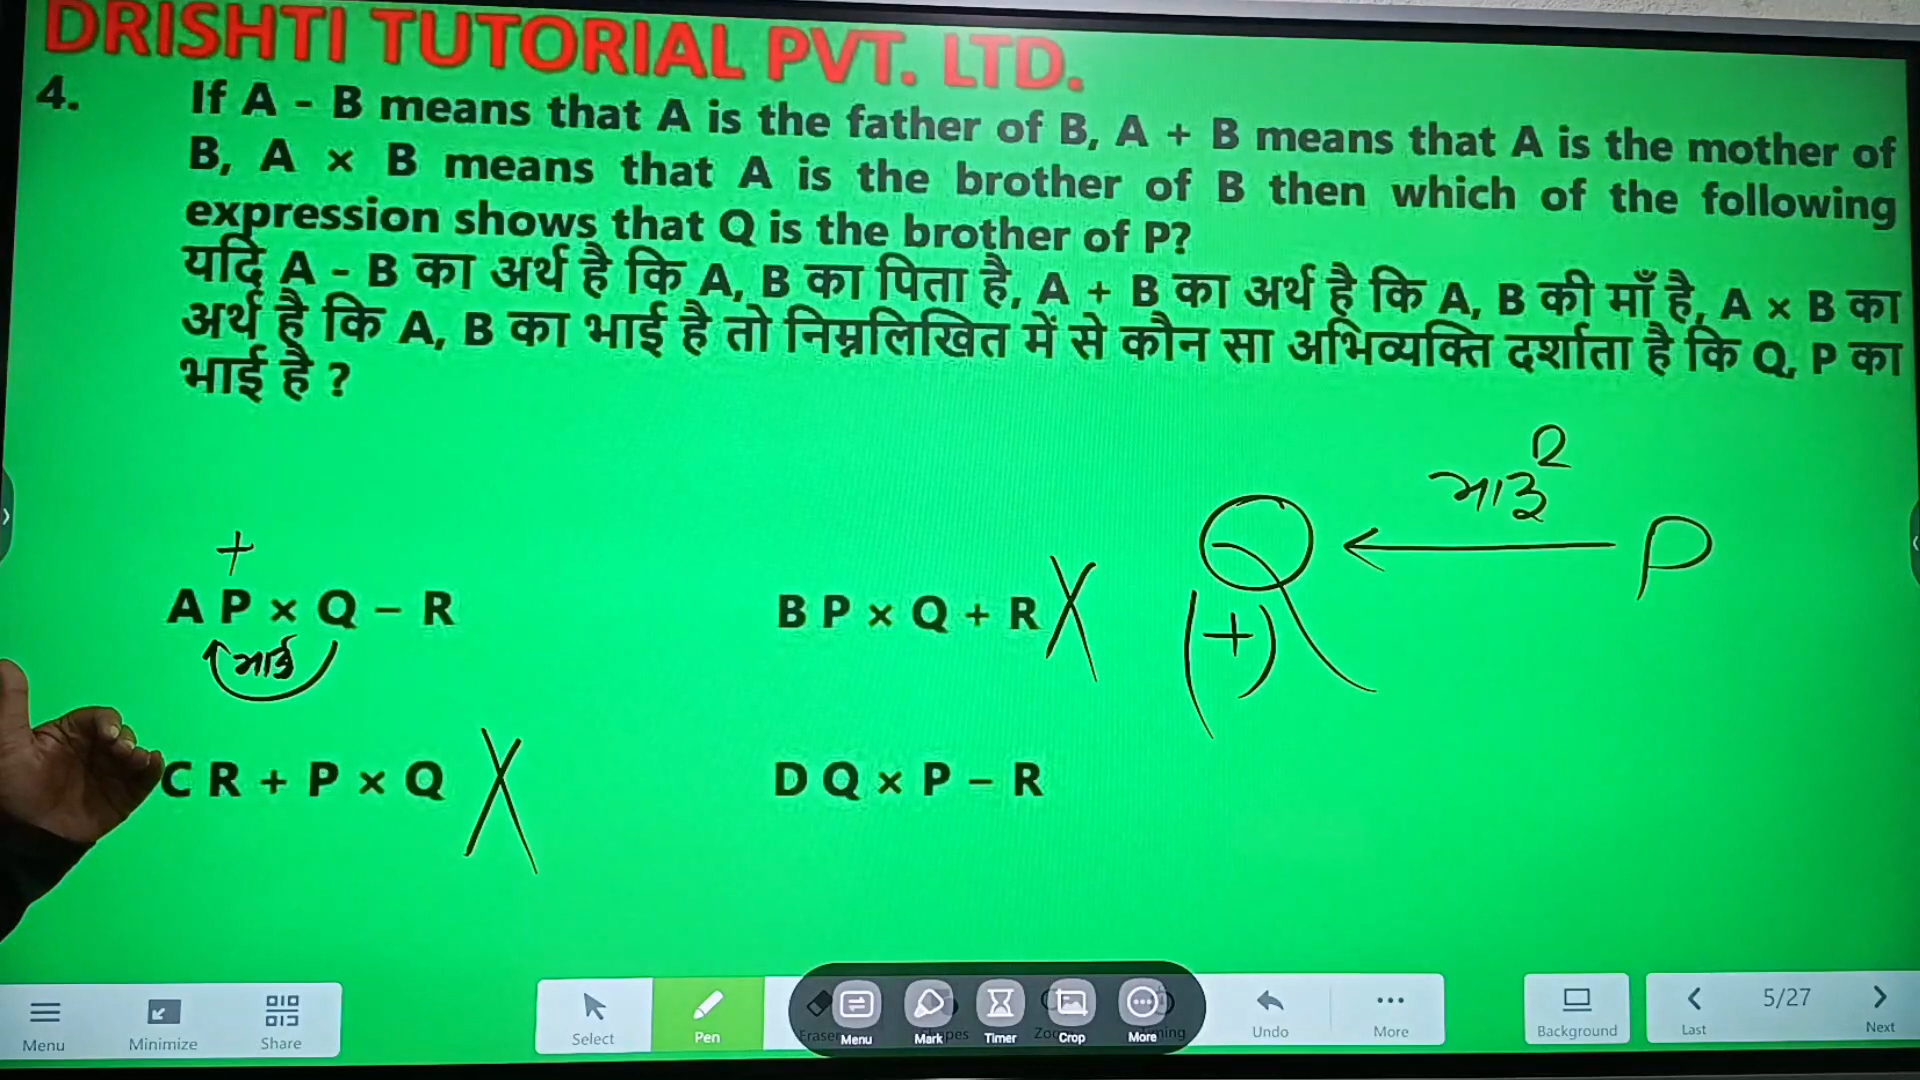 DRISHTI TUTORIAL PVT. LTD.
4. If A - B means that A is the father of B, A + B means that A is the mother of
B, A × B means that A is the brother of B then which of the following
expression shows that Q is the brother of P?
यदि A - B का अर्थ है कि A, B का पिता है, A + B का अर्थ है कि A, B की माँ है, A × B का
अर्थ है कि A, B का भाई है तो निम्नलिखित में से कौन सा अभिव्यक्ति दर्शाता है कि Q, P का
भाई है ?
भाई
Q ← P
(+)
+
A P × Q – R
भाई
B P × Q + R X
C R + P × Q X
D Q × P – R
Menu Minimize Share Select Pen Eraser Menu Mark Timer Crop More Undo More Background Last 5/27 Next